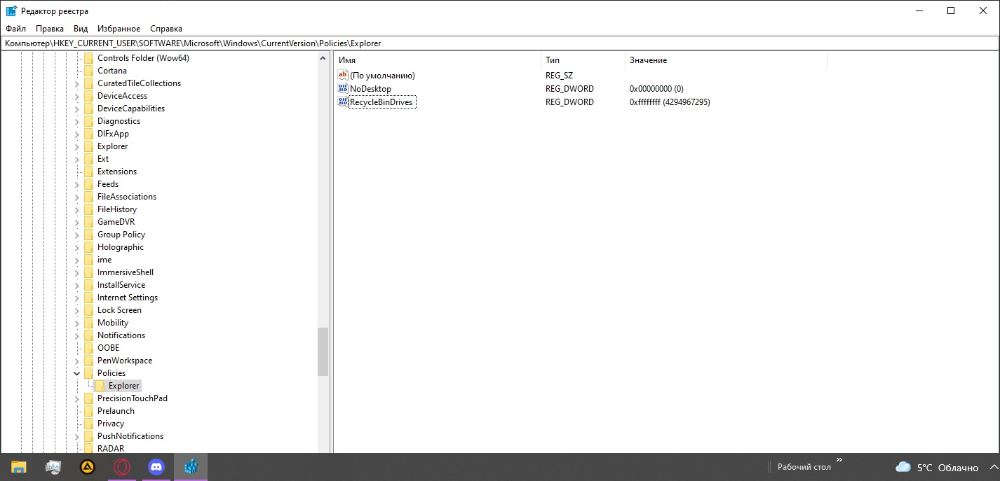 Редактор реестра
Файл Правка Вид Избранное Справка
Компьютер\HKEY_CURRENT_USER\SOFTWARE\Microsoft\Windows\CurrentVersion\Policies\Explorer
Controls Folder (Wow64)
Cortana
CuratedTileCollections
DeviceAccess
DeviceCapabilities
Diagnostics
DIFxApp
Explorer
Ext
Extensions
Feeds
FileAssociations
FileHistory
GameDVR
Group Policy
Holographic
ime
ImmersiveShell
InstallService
Internet Settings
Lock Screen
Mobility
Notifications
OOBE
PenWorkspace
Policies
Explorer
PrecisionTouchPad
Prelaunch
Privacy
PushNotifications
RADAR
Имя Тип Значение
(По умолчанию) REG_SZ
NoDesktop REG_DWORD 0x00000000 (0)
RecycleBinDrives REG_DWORD 0xffffffff (4294967295)
Рабочий стол
5°C Облачно